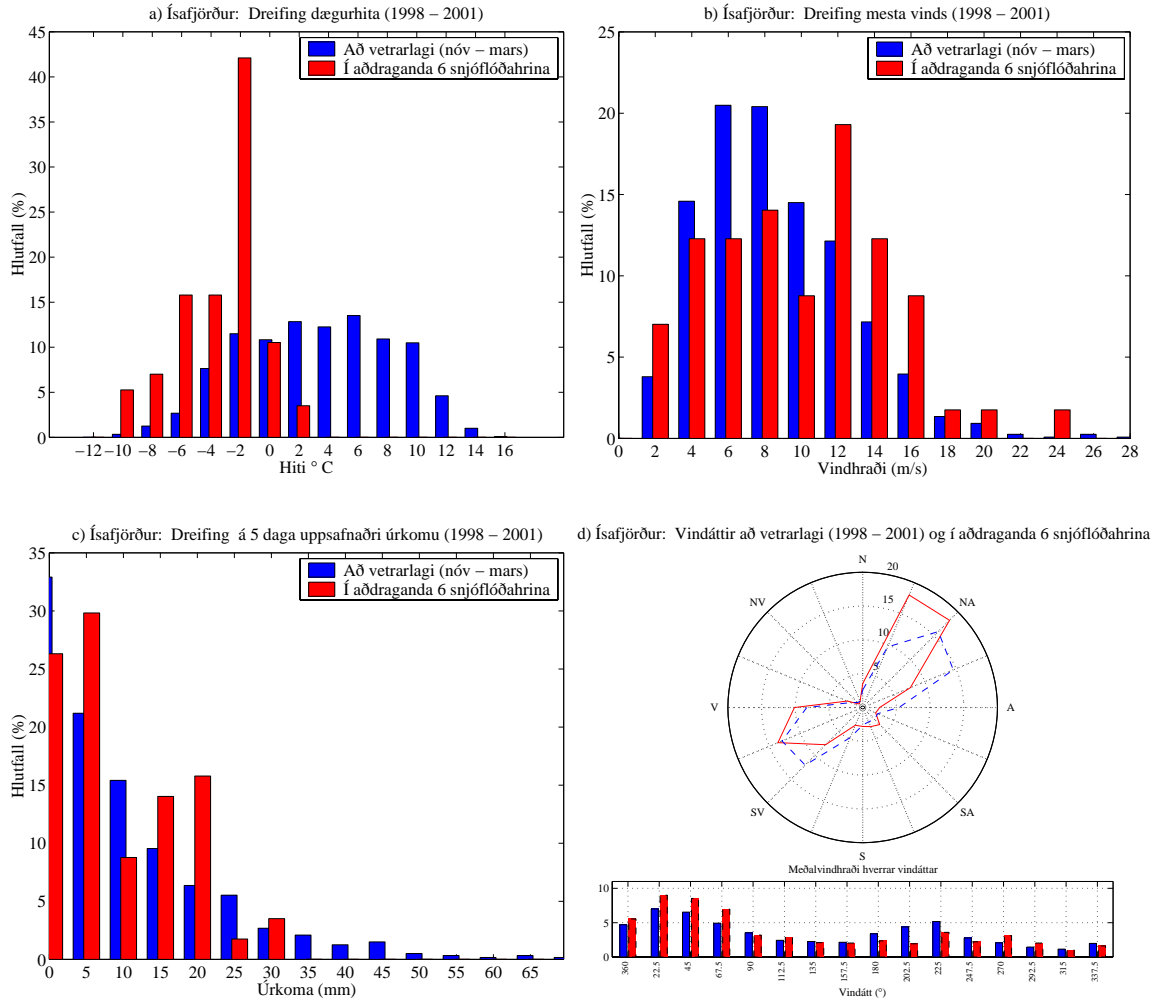 a) Ísafjörður: Dreifing dægurhita (1998 – 2001)
Að vetrarlagi (nóv – mars)
Í aðdraganda 6 snjóflóðahrina
Hlutfall (%)
45
40
35
30
25
20
15
10
5
0
−12 −10 −8 −6 −4 −2 0 2 4 6 8 10 12 14 16
Hiti ° C
b) Ísafjörður: Dreifing mesta vinds (1998 – 2001)
Að vetrarlagi (nóv – mars)
Í aðdraganda 6 snjóflóðahrina
Hlutfall (%)
25
20
15
10
5
0
0 2 4 6 8 10 12 14 16 18 20 22 24 26 28
Vindhraði (m/s)
c) Ísafjörður: Dreifing á 5 daga uppsafnaðri úrkomu (1998 – 2001)
Að vetrarlagi (nóv – mars)
Í aðdraganda 6 snjóflóðahrina
Hlutfall (%)
35
30
25
20
15
10
5
0
0 5 10 15 20 25 30 35 40 45 50 55 60 65
Úrkoma (mm)
d) Ísafjörður: Vindáttir að vetrarlagi (1998 – 2001) og í aðdraganda 6 snjóflóðahrina
N
20
NV
15
NA
10
5
V
A
SV
SA
S
Meðalvindhraði hverrar vindáttar
10
5
0
360 22.5 45 67.5 90 112.5 135 157.5 180 202.5 225 247.5 270 292.5 315 337.5
Vindátt (°)